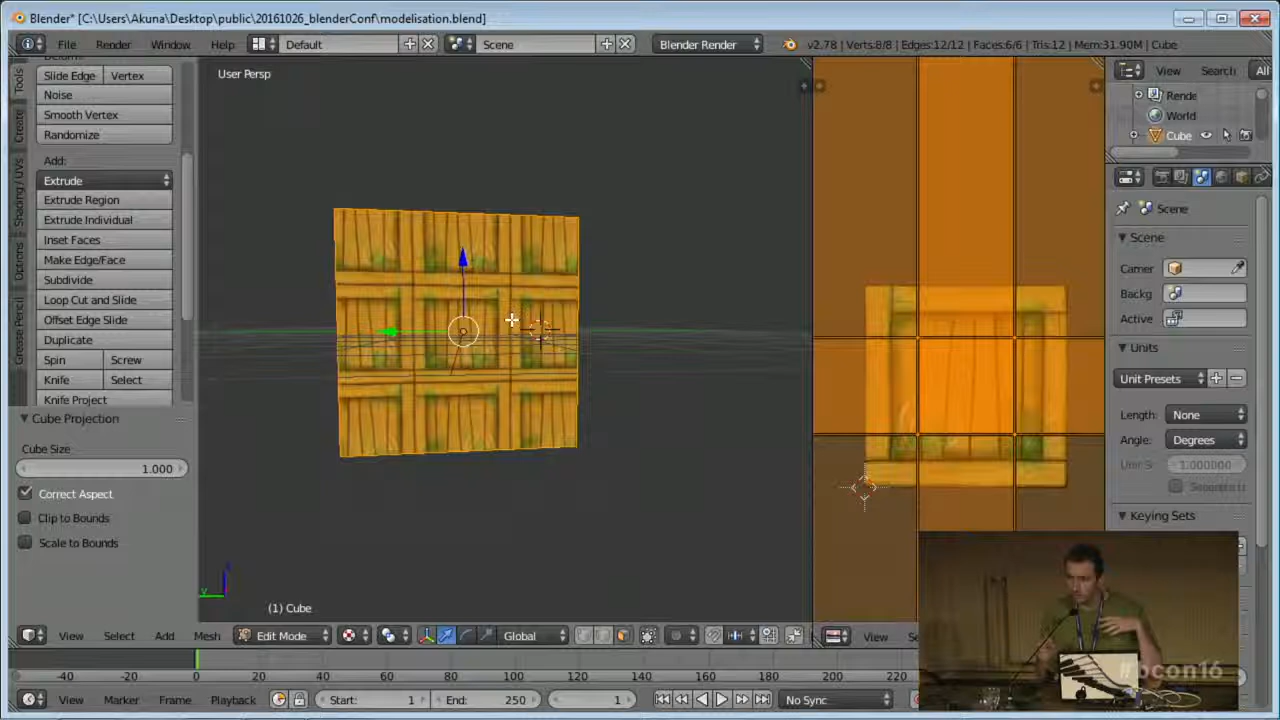 Blender* [C:\Users\Akuna\Desktop\public\20161026_blenderConf\modelisation.blend]
File Render Window Help Default Scene Blender Render v2.78 | Verts:8/8 | Edges:12/12 | Faces:6/6 | Tris:12 | Mem:31.90M | Cube
Tools
Create
Shading / UVs
Options
Grease Pencil
Slide Edge Vertex
Noise
Smooth Vertex
Randomize
Add:
Extrude
Extrude Region
Extrude Individual
Inset Faces
Make Edge/Face
Subdivide
Loop Cut and Slide
Offset Edge Slide
Duplicate
Spin Screw
Knife Select
Knife Project
Cube Projection
Cube Size:
1.000
Correct Aspect
Clip to Bounds
Scale to Bounds
User Persp
(1) Cube
View Select Add Mesh Edit Mode Global View
View Search All
Rende
World
Cube
Scene
Scene
Camer
Backg
Active
Units
Unit Presets
Length: None
Angle: Degrees
1.000000
Keying Sets
-40 -20 0 20 40 60 80 100 120 140 160 180 200 220
View Marker Frame Playback Start: 1 End: 250 1 No Sync
#bcon16